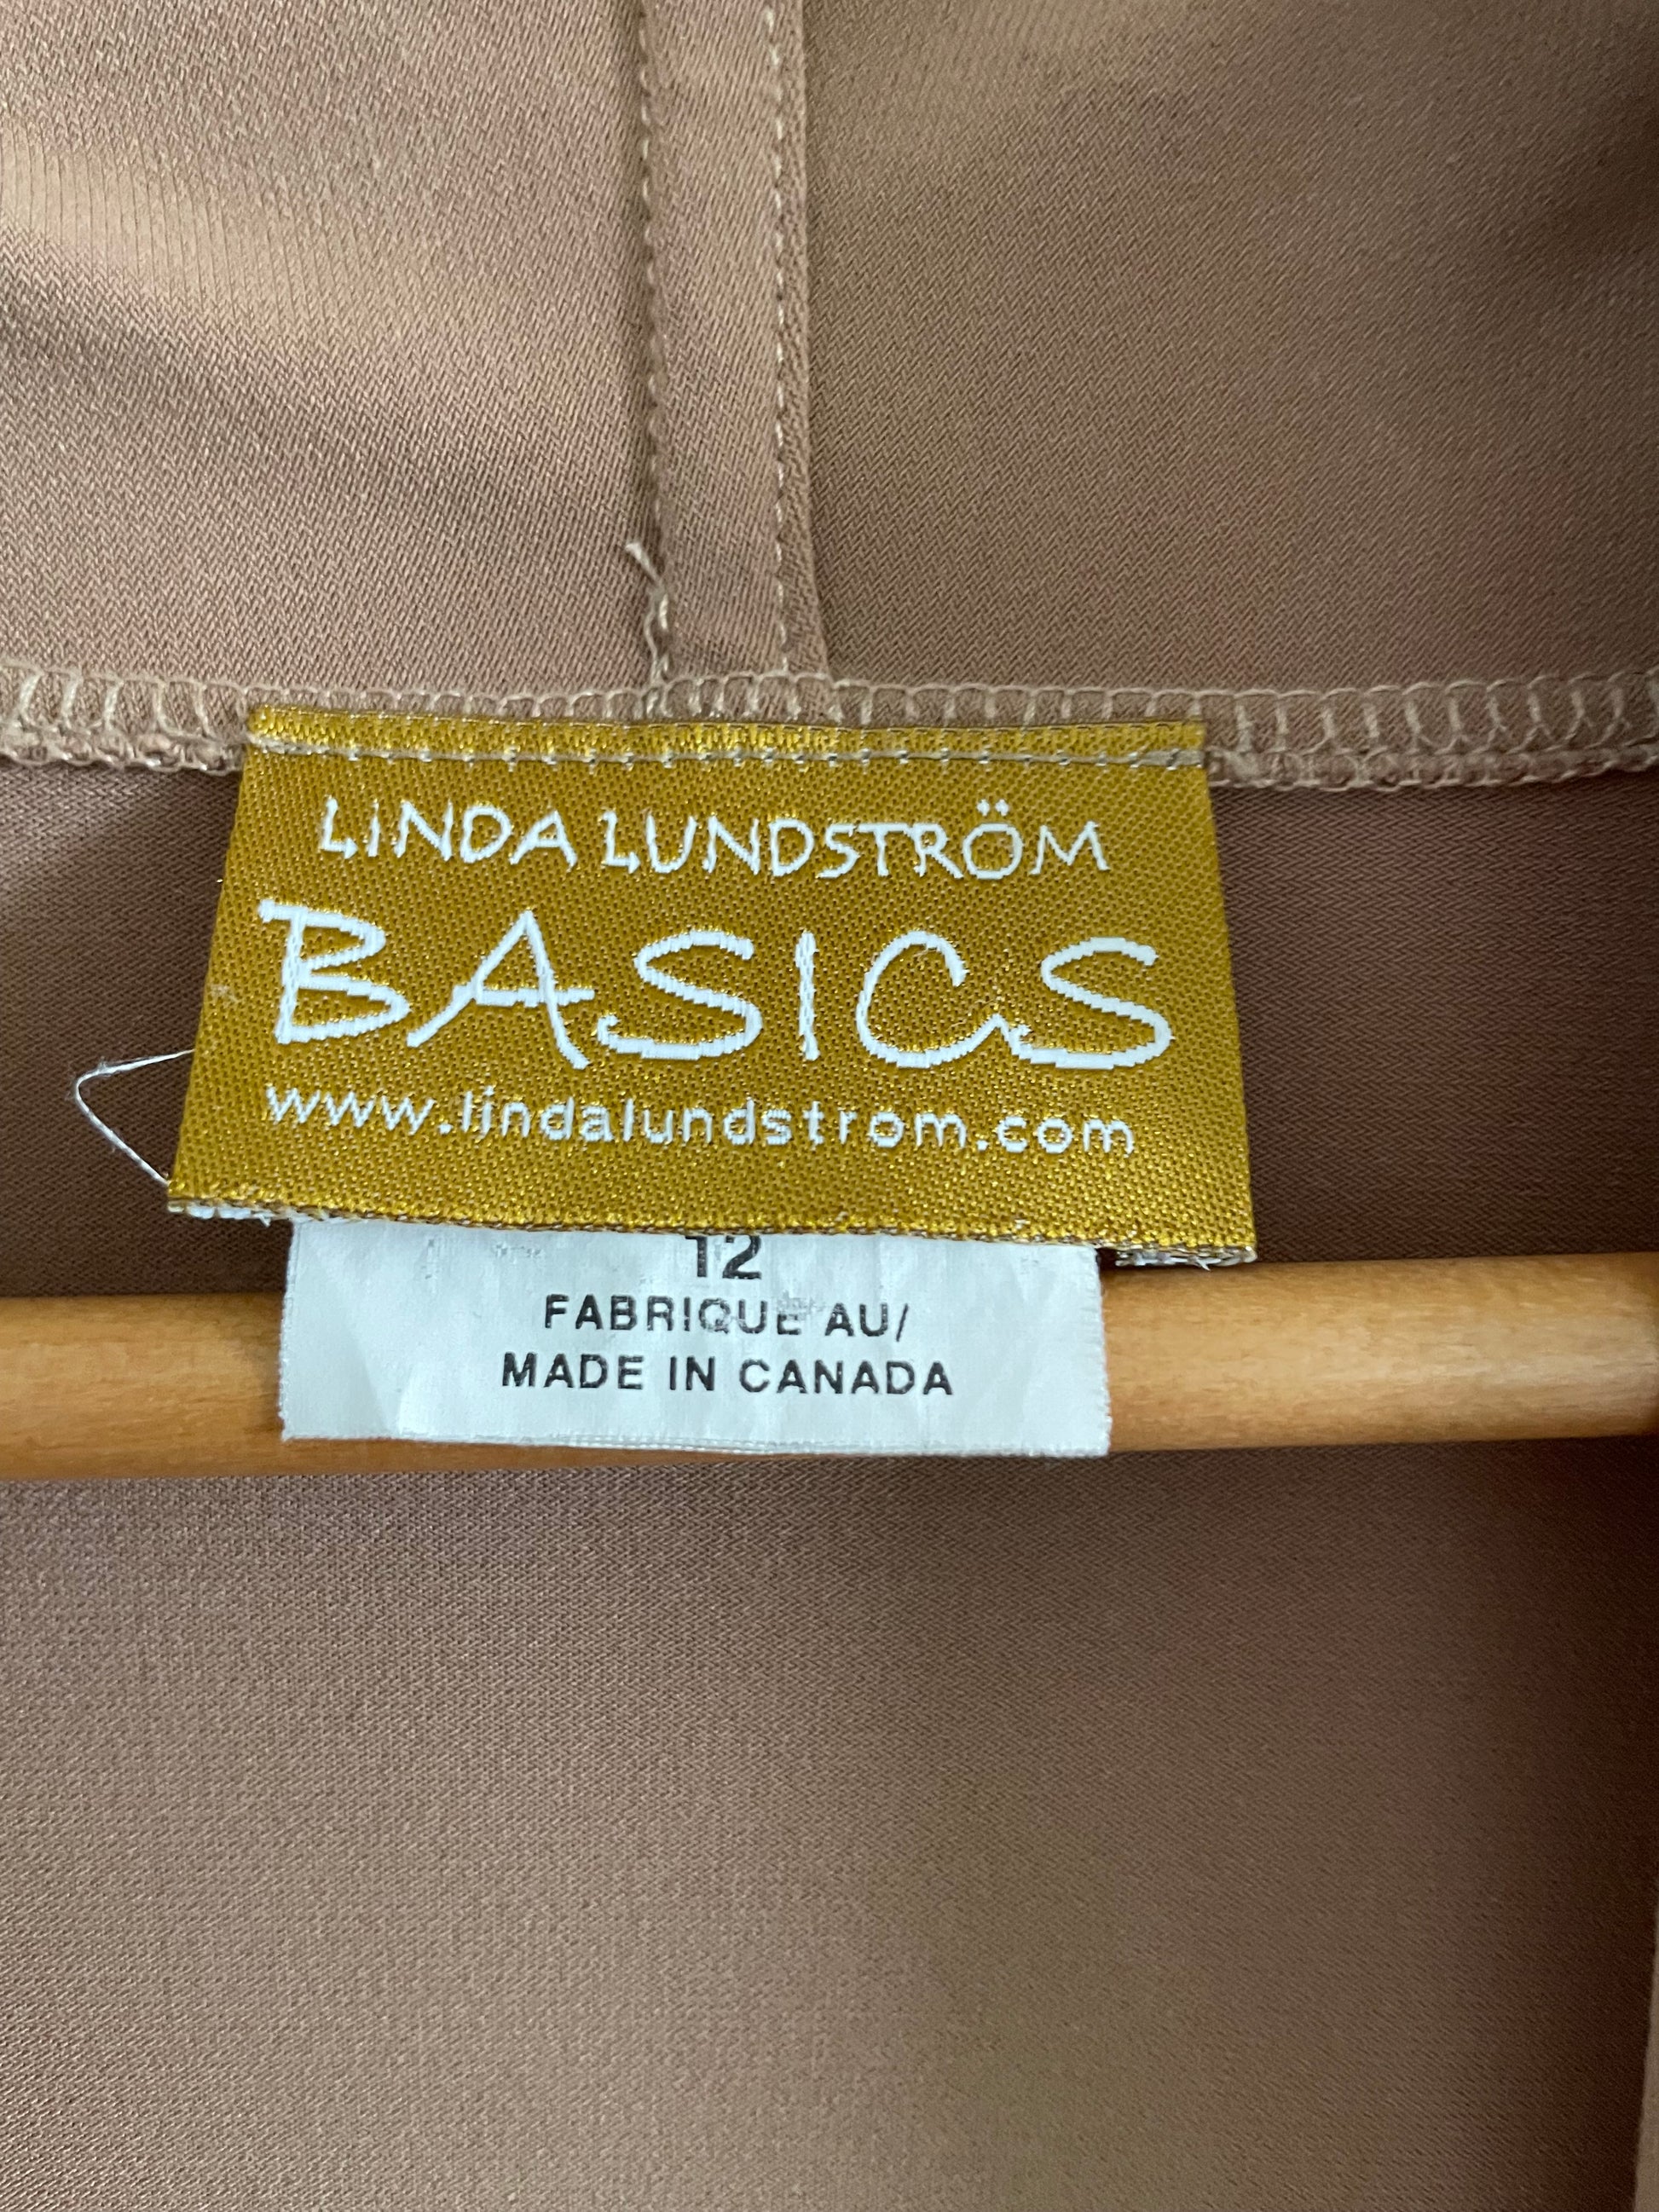 LINDA LUNDSTRÖM
BASICS
www.lindalundstrom.com
12
FABRIQUE AU/
MADE IN CANADA